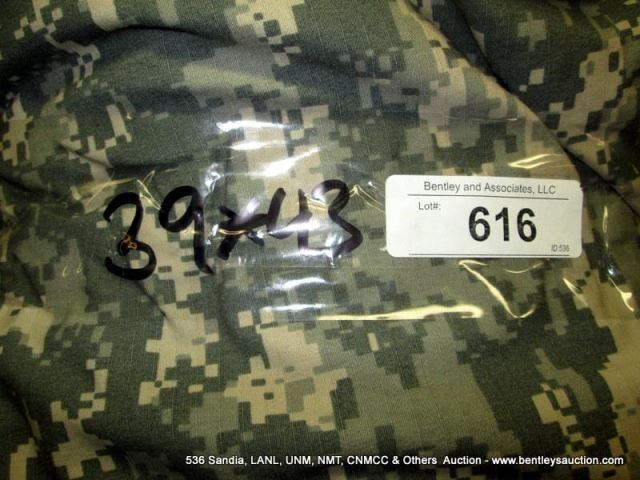 39x43
Bentley and Associates, LLC
Lot#:
616
ID:536
536 Sandia, LANL, UNM, NMT, CNMCC & Others Auction - www.bentleysauction.com